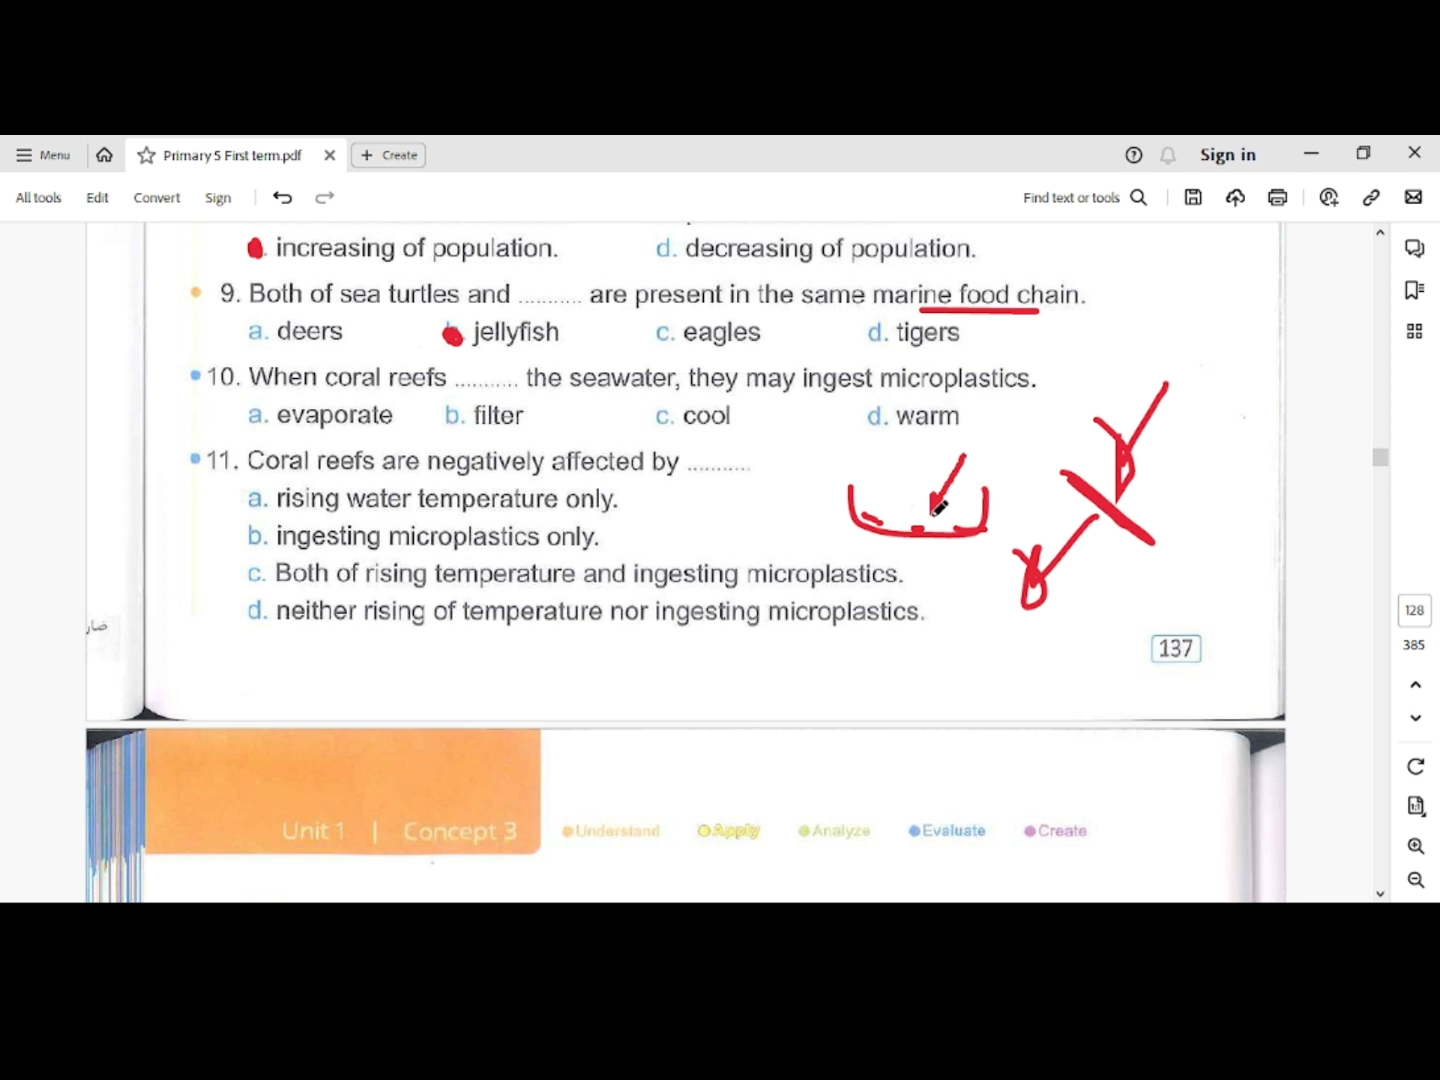 Menu
Primary 5 First term.pdf
Create
Sign in
All tools Edit Convert Sign
Find text or tools
increasing of population. d. decreasing of population.
9. Both of sea turtles and .......... are present in the same marine food chain.
a. deers jellyfish c. eagles d. tigers
10. When coral reefs .......... the seawater, they may ingest microplastics.
a. evaporate b. filter c. cool d. warm
11. Coral reefs are negatively affected by ..........
a. rising water temperature only.
b. ingesting microplastics only.
c. Both of rising temperature and ingesting microplastics.
d. neither rising of temperature nor ingesting microplastics.
ضار
128
385
137
Unit 1 | Concept 3 Understand Apply Analyze Evaluate Create